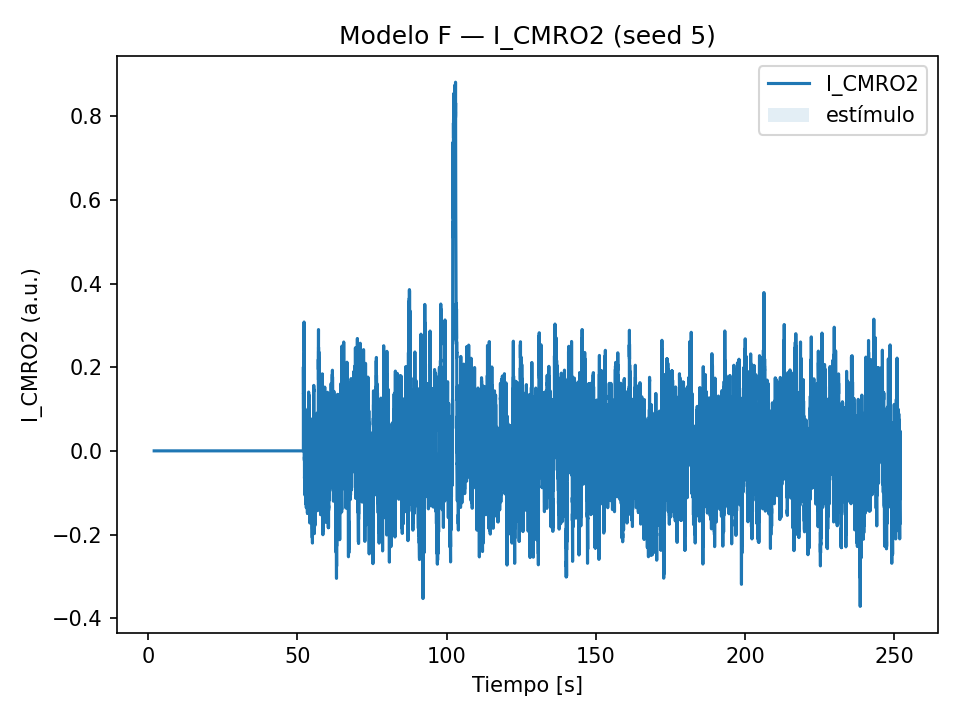 Modelo F — I_CMRO2 (seed 5)
I_CMRO2
estímulo
0.8
0.6
0.4
0.2
0.0
−0.2
−0.4
I_CMRO2 (a.u.)
0 50 100 150 200 250
Tiempo [s]